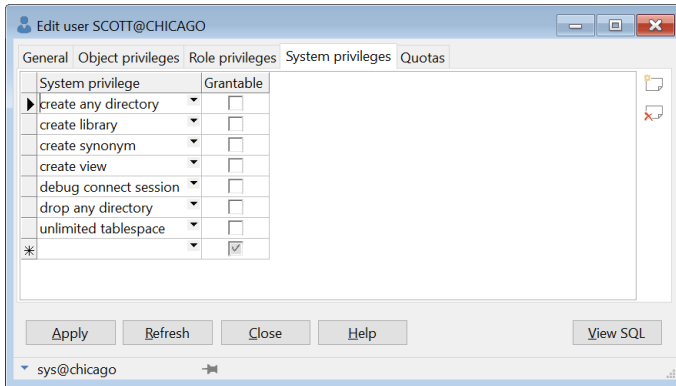 Edit user SCOTT@CHICAGO
General Object privileges Role privileges System privileges Quotas
System privilege Grantable
create any directory
create library
create synonym
create view
debug connect session
drop any directory
unlimited tablespace
Apply Refresh Close Help View SQL
sys@chicago